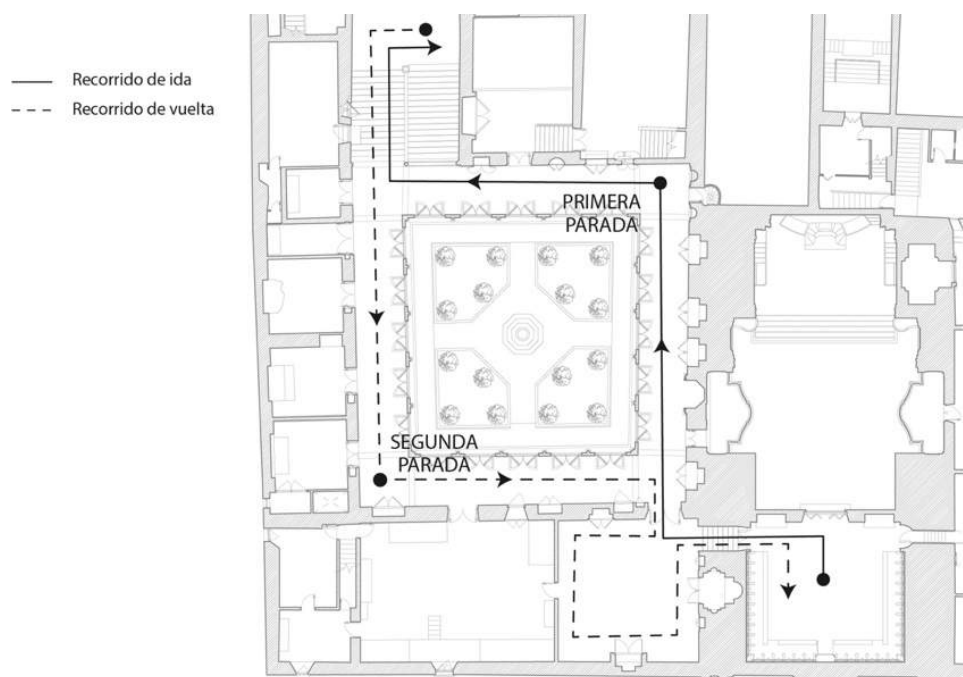 Recorrido de ida
Recorrido de vuelta
PRIMERA
PARADA
SEGUNDA
PARADA